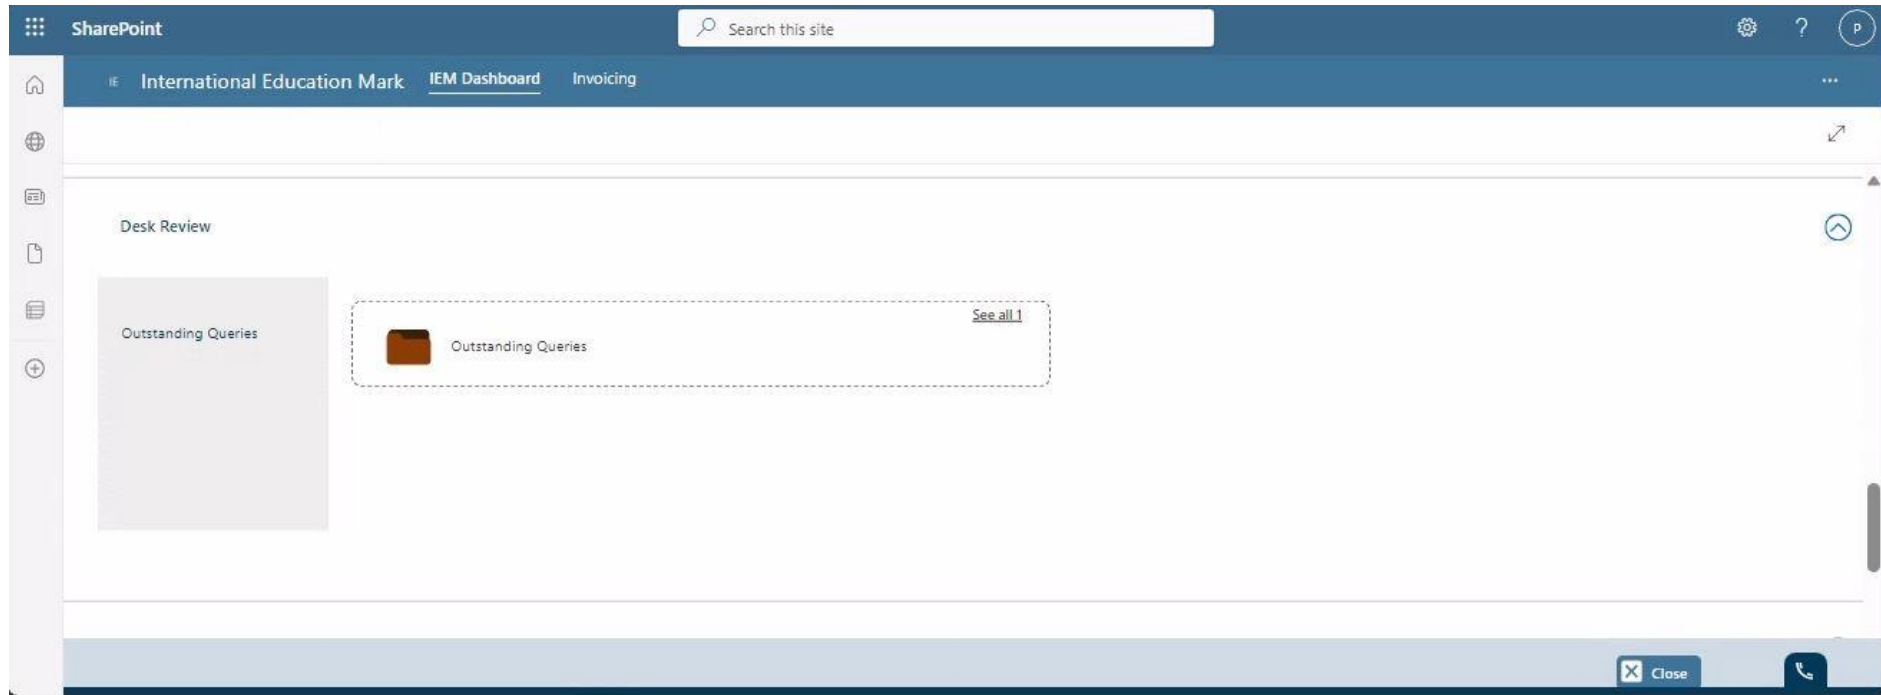 SharePoint
Search this site
?
P
IE
International Education Mark
IEM Dashboard
Invoicing
...
Desk Review
Outstanding Queries
See all 1
Outstanding Queries
Close